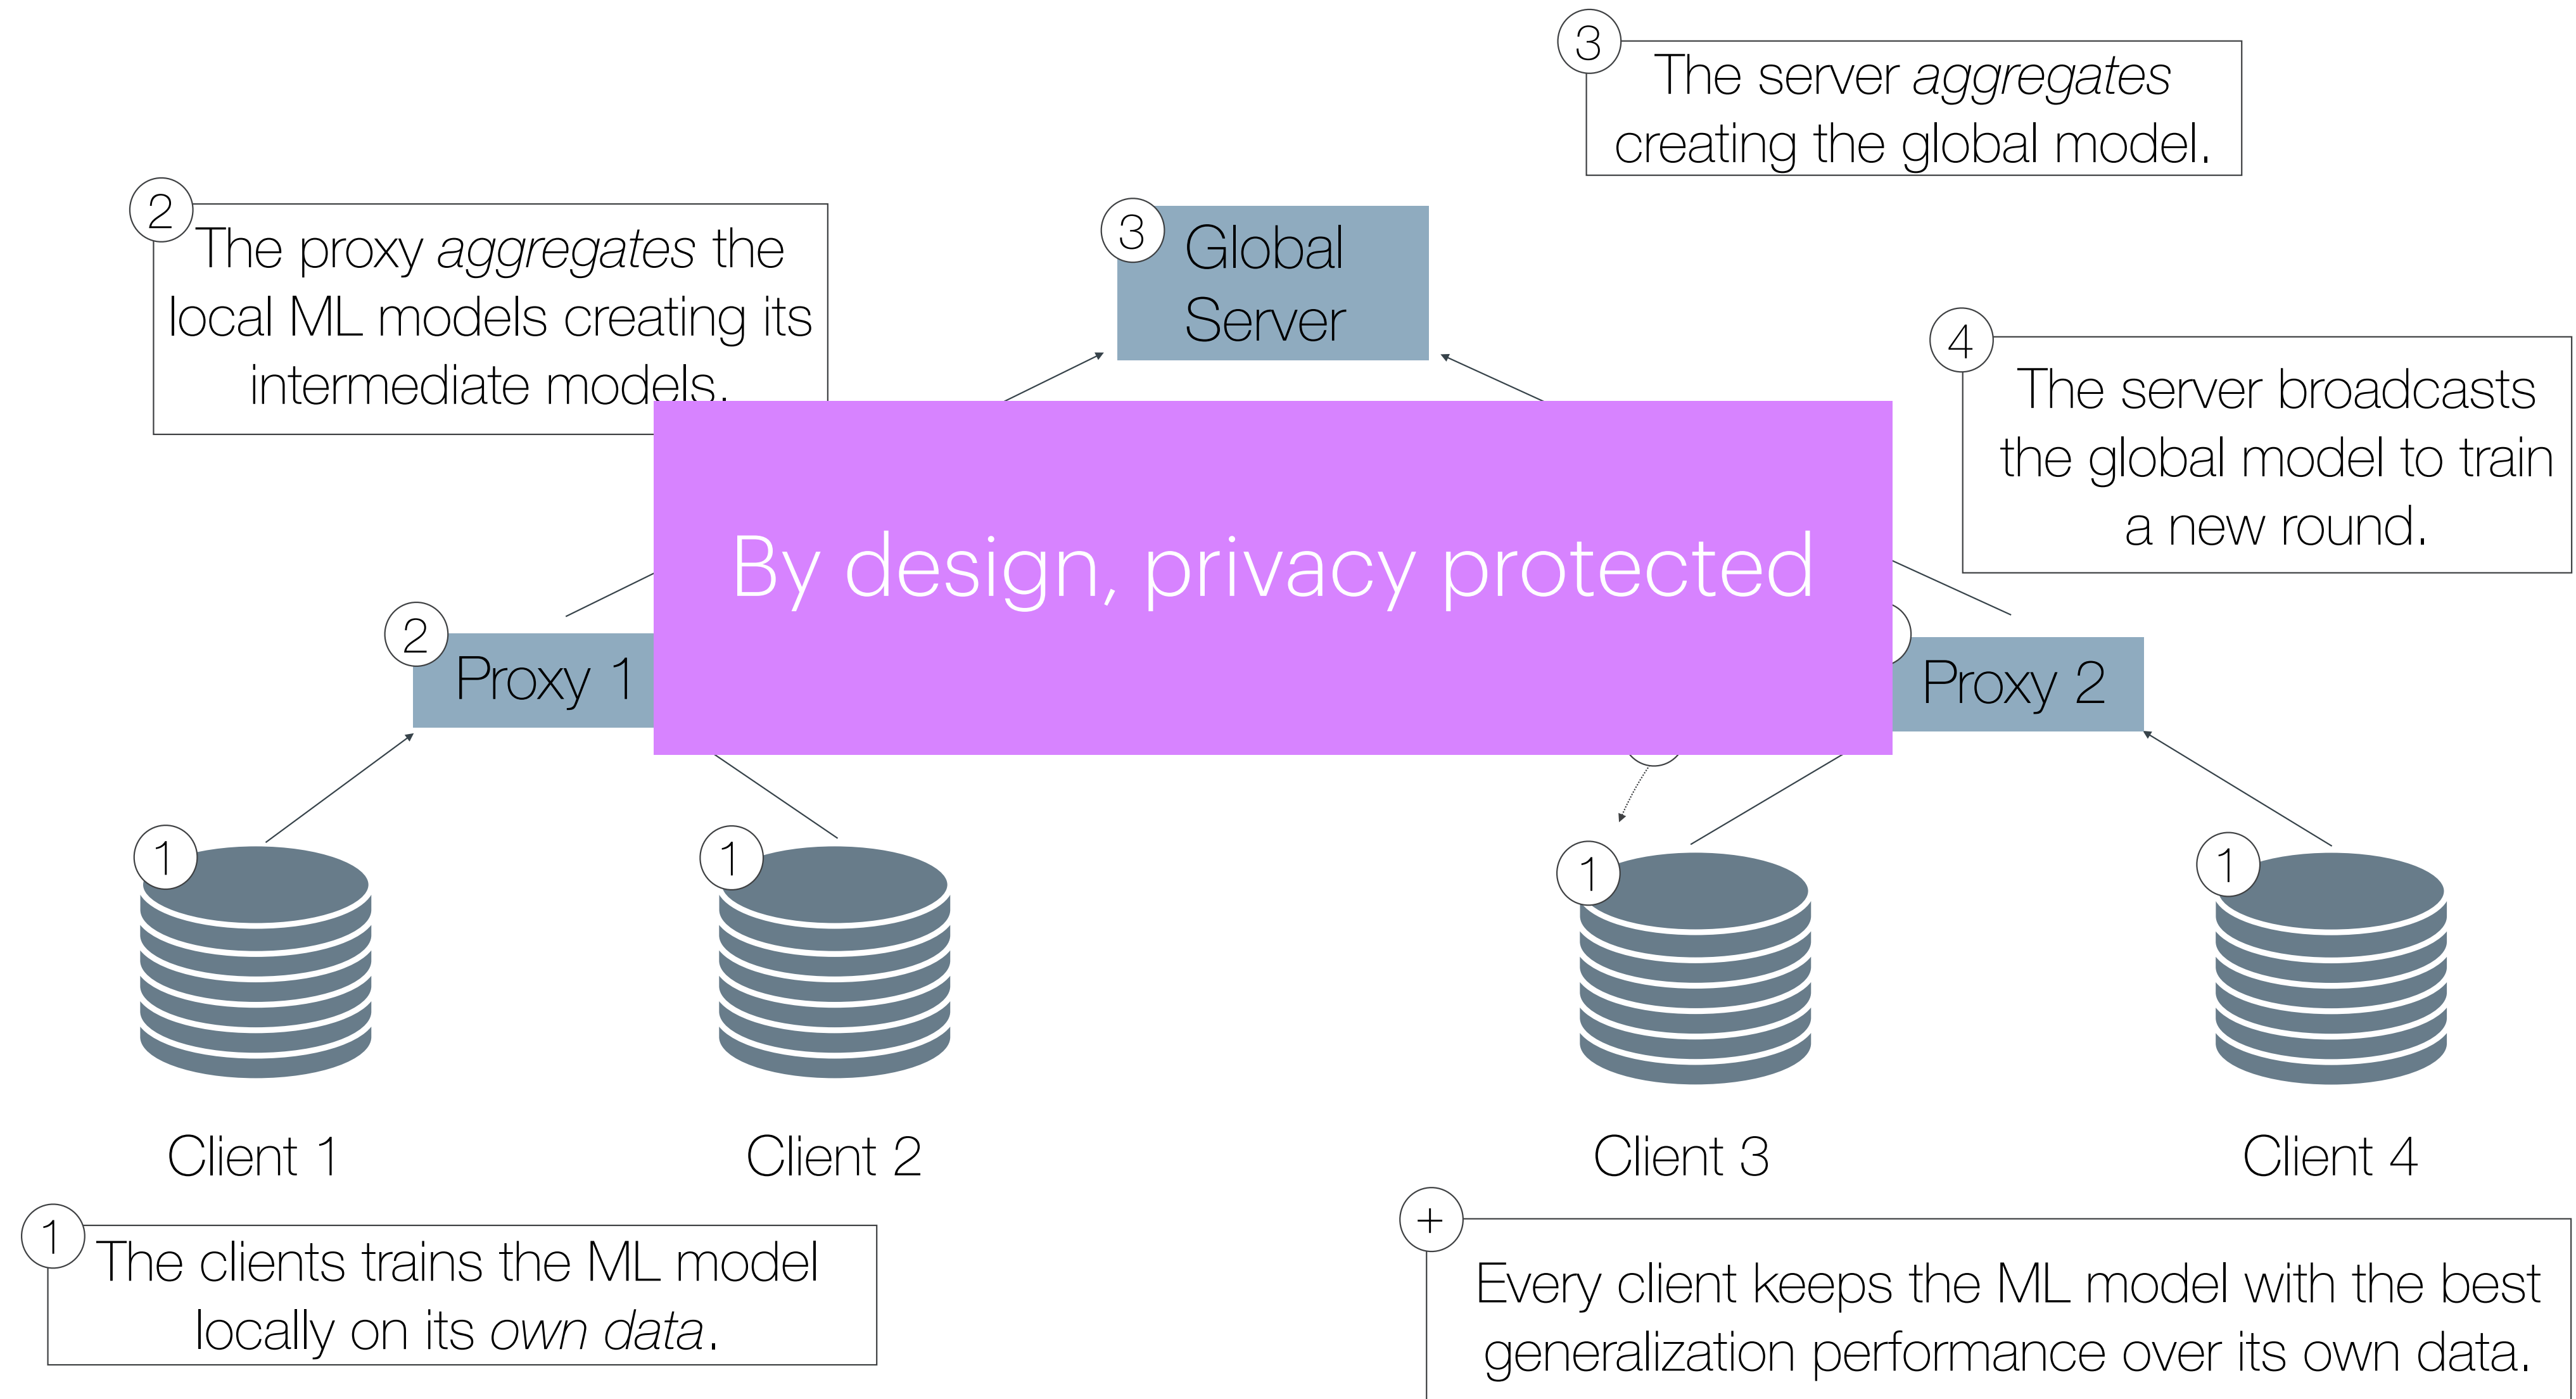 3
The server aggregates
creating the global model.
2
The proxy aggregates the
local ML models creating its
intermediate models.
3
Global
Server
4
The server broadcasts
the global model to train
a new round.
By design, privacy protected
2
Proxy 1
Proxy 2
1
1
1
1
Client 1
Client 2
Client 3
Client 4
1
The clients trains the ML model
locally on its own data.
+
Every client keeps the ML model with the best
generalization performance over its own data.